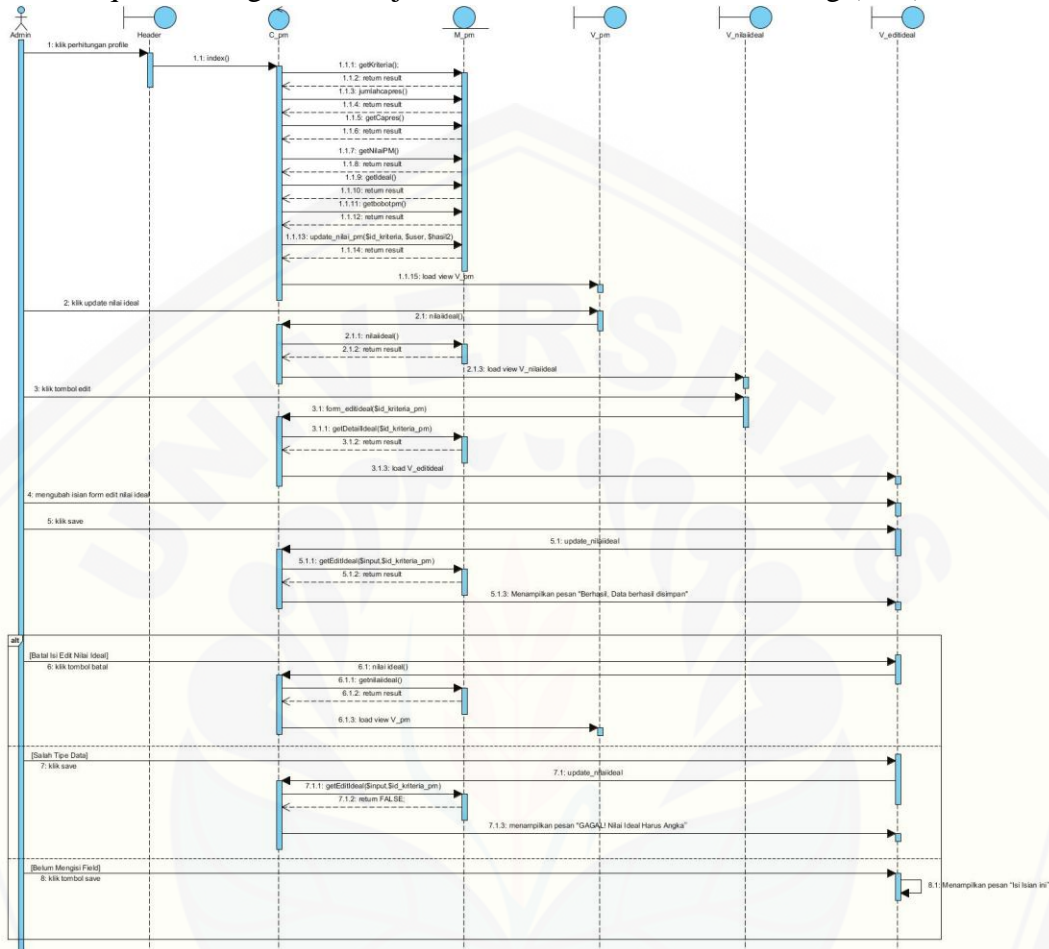 Admin
Header
C_pm
M_pm
V_pm
V_nilaiideal
V_editideal
1: klik perhitungan profile
1.1: index()
1.1.1: getKriteria();
1.1.2: return result
1.1.3: jumlahcapres()
1.1.4: return result
1.1.5: getCapres()
1.1.6: return result
1.1.7: getNilaiPM()
1.1.8: return result
1.1.9: getIdeal()
1.1.10: return result
1.1.11: getbobotpm()
1.1.12: return result
1.1.13: update_nilai_pm($id_kriteria, $user, $hasil2)
1.1.14: return result
1.1.15: load view V_pm
2: klik update nilai ideal
2.1: nilaiideal()
2.1.1: nilaiideal()
2.1.2: return result
2.1.3: load view V_nilaiideal
3: klik tombol edit
3.1: form_editideal($id_kriteria_pm)
3.1.1: getDetailIdeal($id_kriteria_pm)
3.1.2: return result
3.1.3: load V_editideal
4: mengubah isian form edit nilai ideal
5: klik save
5.1: update_nilaiideal
5.1.1: getEditIdeal($input,$id_kriteria_pm)
5.1.2: return result
5.1.3: Menampilkan pesan "Berhasil, Data berhasil disimpan"
alt
[Batal Isi Edit Nilai Ideal]
6: klik tombol batal
6.1: nilai ideal()
6.1.1: getnilaiideal()
6.1.2: return result
6.1.3: load view V_pm
[Salah Tipe Data]
7: klik save
7.1: update_nilaiideal
7.1.1: getEditIdeal($input,$id_kriteria_pm)
7.1.2: return FALSE;
7.1.3: menampilkan pesan "GAGAL! Nilai Ideal Harus Angka"
[Belum Mengisi Field]
8: klik tombol save
8.1: Menampilkan pesan "Isi Isian ini"
UNIVERSITAS